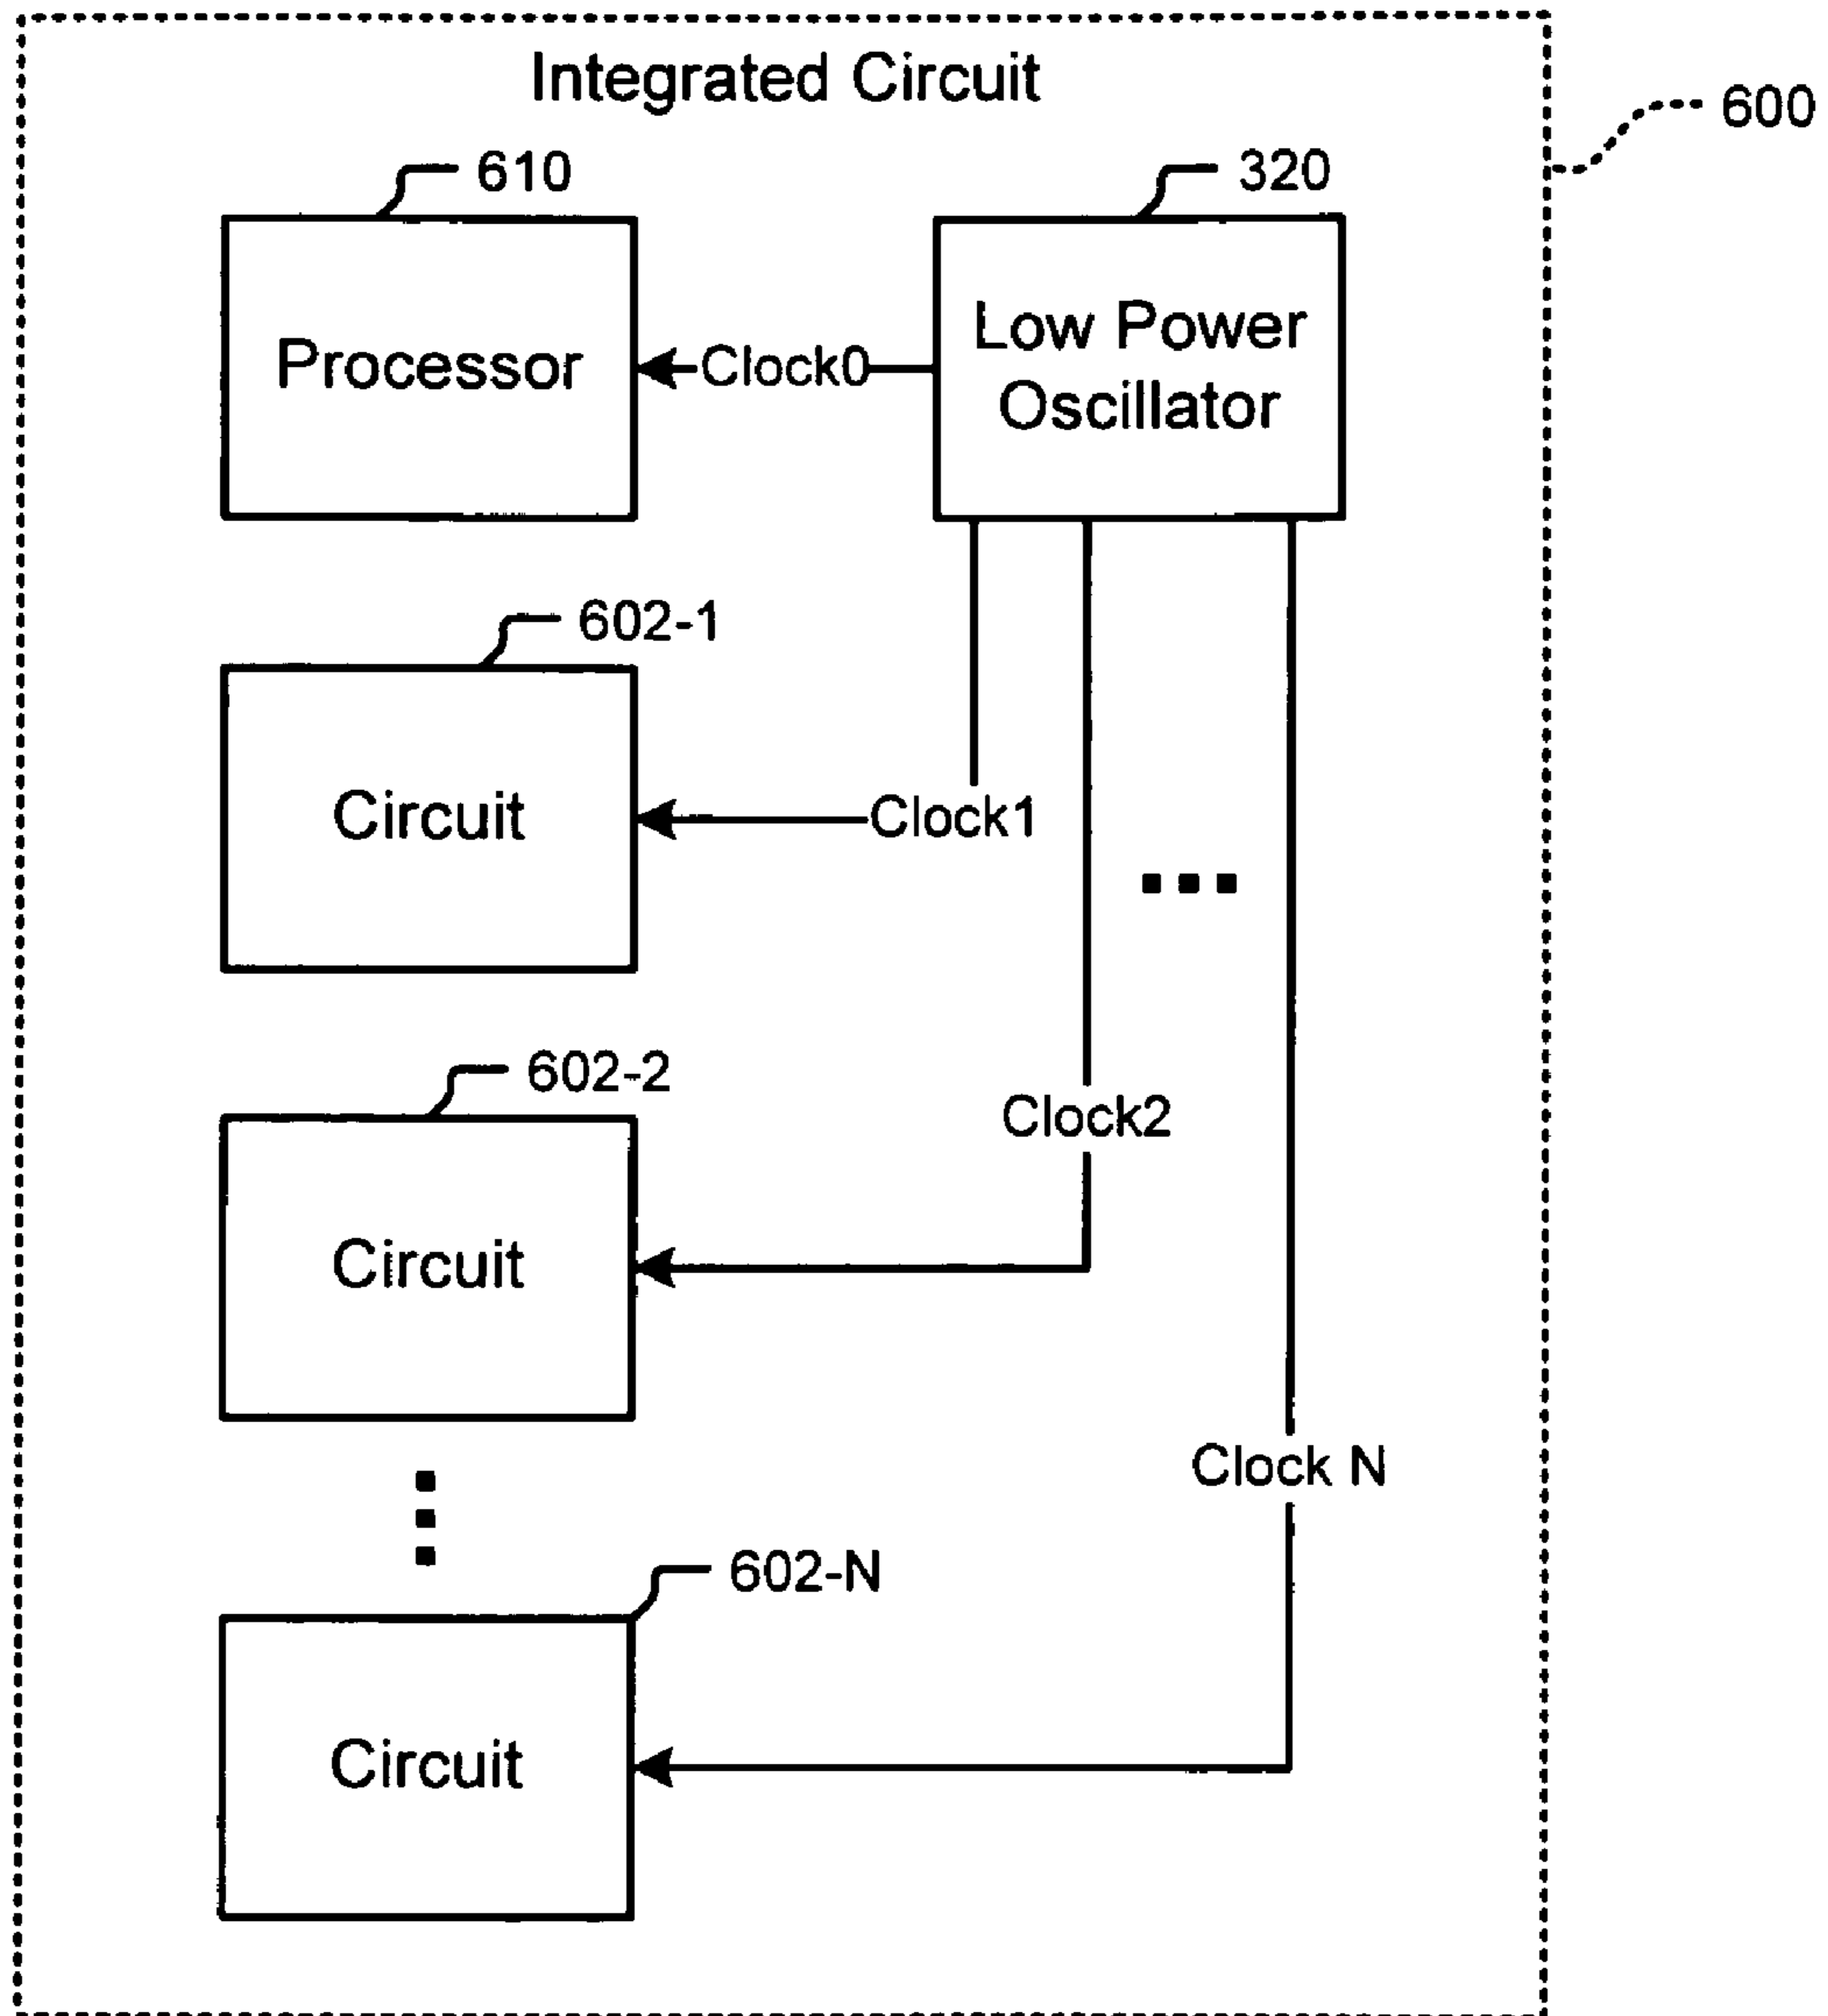 Integrated Circuit
600
610
320
Processor
Clock0
Low Power
Oscillator
602-1
Circuit
Clock1
602-2
Clock2
Circuit
Clock N
602-N
Circuit